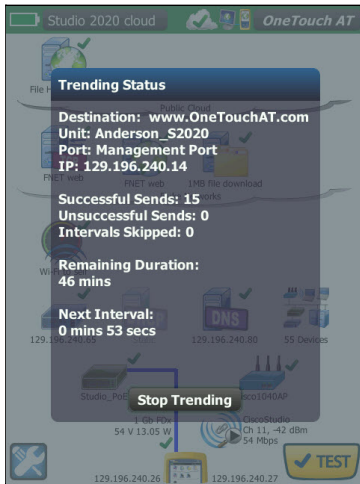 Studio 2020 cloud
OneTouch AT
File H
Trending Status
Public Cloud
Destination: www.OneTouchAT.com
Unit: Anderson_S2020
Port: Management Port
IP: 129.196.240.14
FNET web
FNET web
1MB file download
Successful Sends: 15
Unsuccessful Sends: 0
Intervals Skipped: 0
Remaining Duration:
46 mins
Next Interval:
0 mins 53 secs
DNS
129.196.240.65
129.196.240.80
55 Devices
Studio_PoE
Stop Trending
isco1040AP
1 Gb FDx
54 V 13.05 W
CiscoStudio
Ch 11, -42 dBm
54 Mbps
TEST
129.196.240.26
129.196.240.27